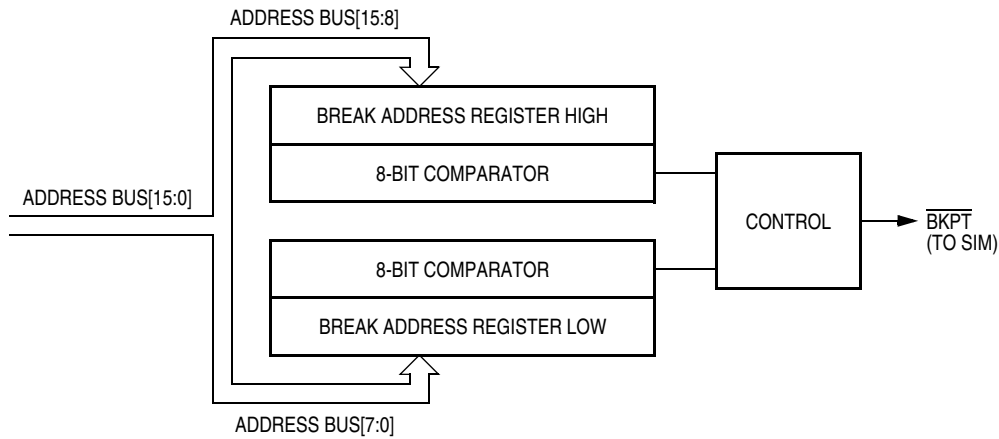 ADDRESS BUS[15:8]
BREAK ADDRESS REGISTER HIGH
8-BIT COMPARATOR
ADDRESS BUS[15:0]
CONTROL
BKPT
(TO SIM)
8-BIT COMPARATOR
BREAK ADDRESS REGISTER LOW
ADDRESS BUS[7:0]